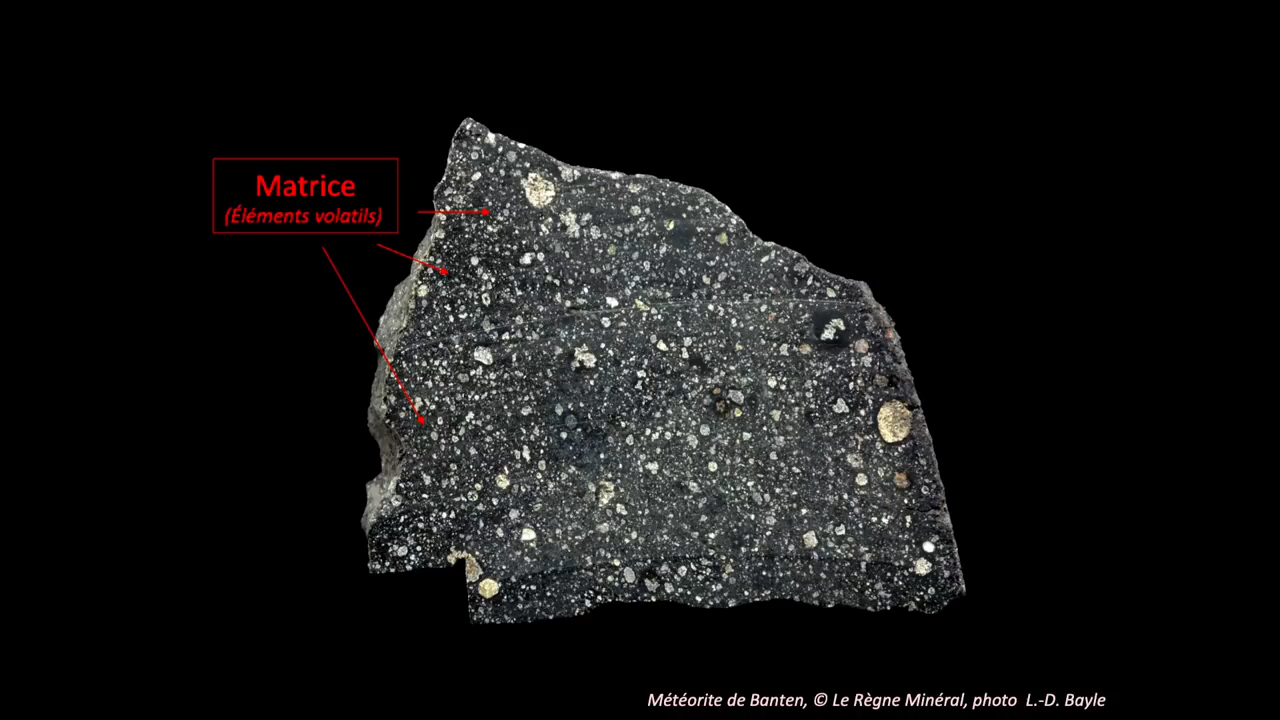 Matrice
(Éléments volatils)
Météorite de Banten, © Le Règne Minéral, photo L.-D. Bayle